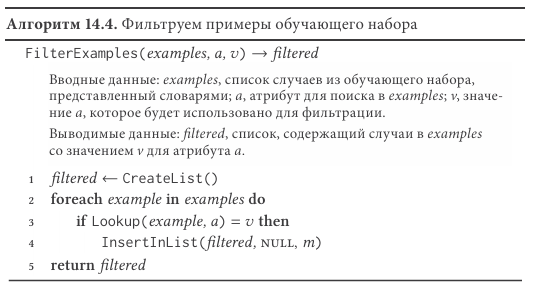 Алгоритм 14.4. Фильтруем примеры обучающего набора
FilterExamples(examples, a, v) → filtered
Вводные данные: examples, список случаев из обучающего набора,
представленный словарями; a, атрибут для поиска в examples; v, значе-
ние a, которое будет использовано для фильтрации.
Выводимые данные: filtered, список, содержащий случаи в examples
со значением v для атрибута a.
1 filtered ← CreateList()
2 foreach example in examples do
3 if Lookup(example, a) = v then
4 InsertInList(filtered, NULL, m)
5 return filtered